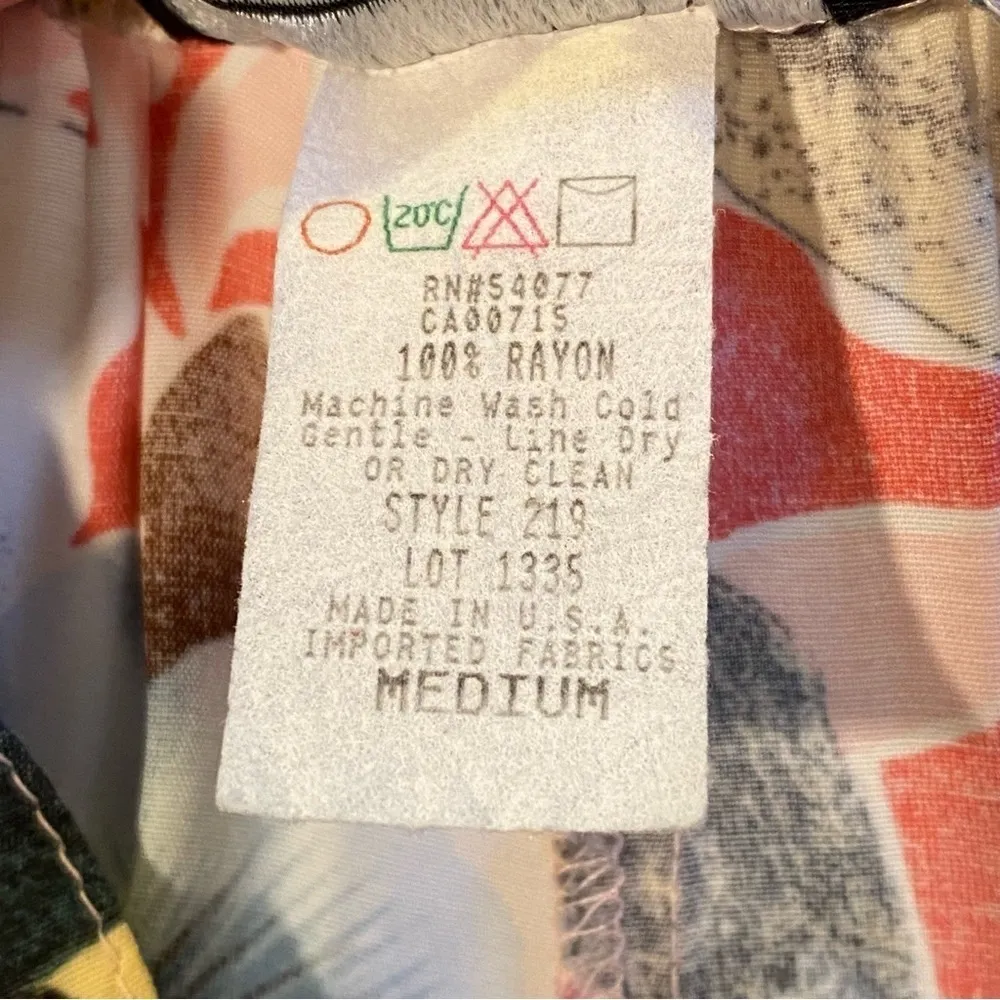 20°C
RN#54077
CA00715
100% RAYON
Machine Wash Cold
Gentle - Line Dry
OR DRY CLEAN
STYLE 219
LOT 1335
MADE IN U.S.A.
IMPORTED FABRICS
MEDIUM